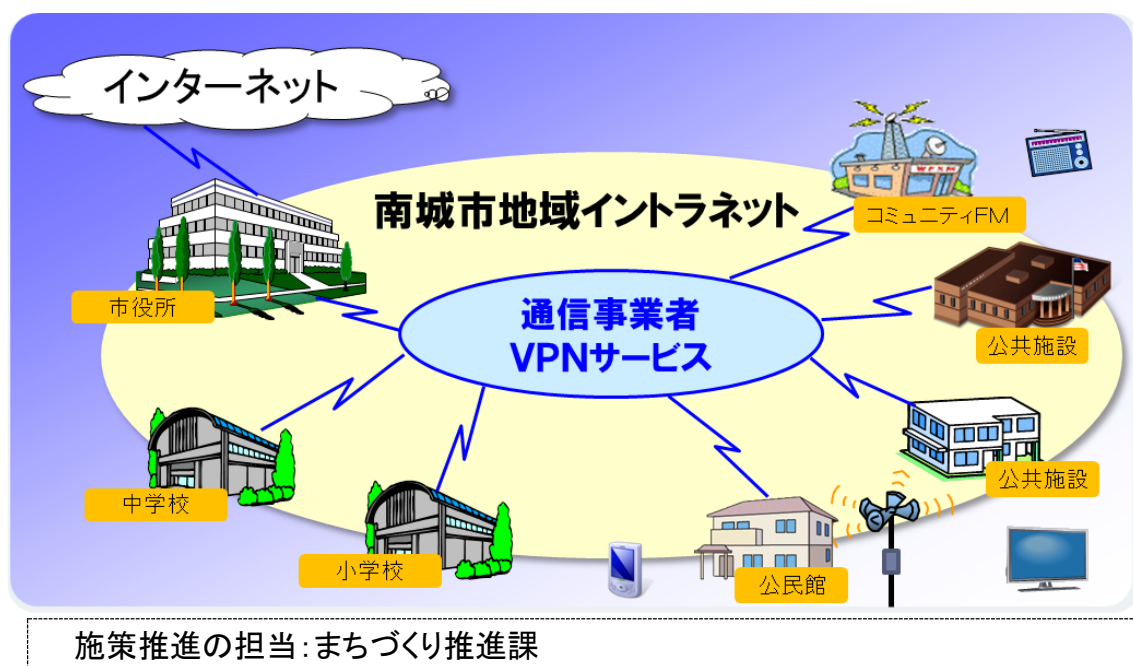 インターネット
南城市地域イントラネット
WFXM
コミュニティFM
市役所
通信事業者
VPNサービス
公共施設
中学校
公共施設
小学校
公民館
施策推進の担当：まちづくり推進課